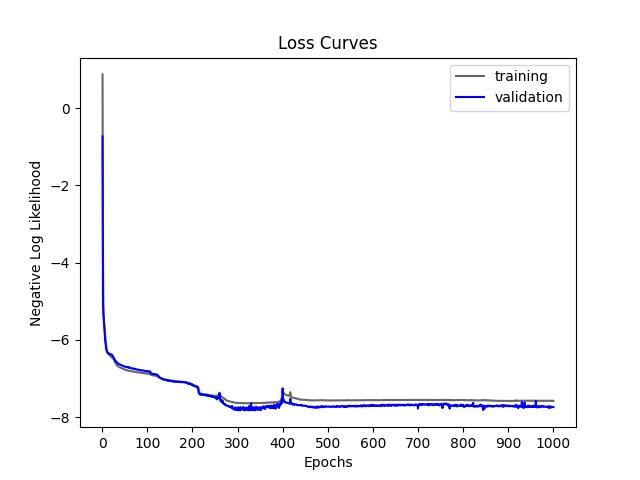 Loss Curves
training
validation
0
−2
−4
−6
−8
Negative Log Likelihood
0 100 200 300 400 500 600 700 800 900 1000
Epochs